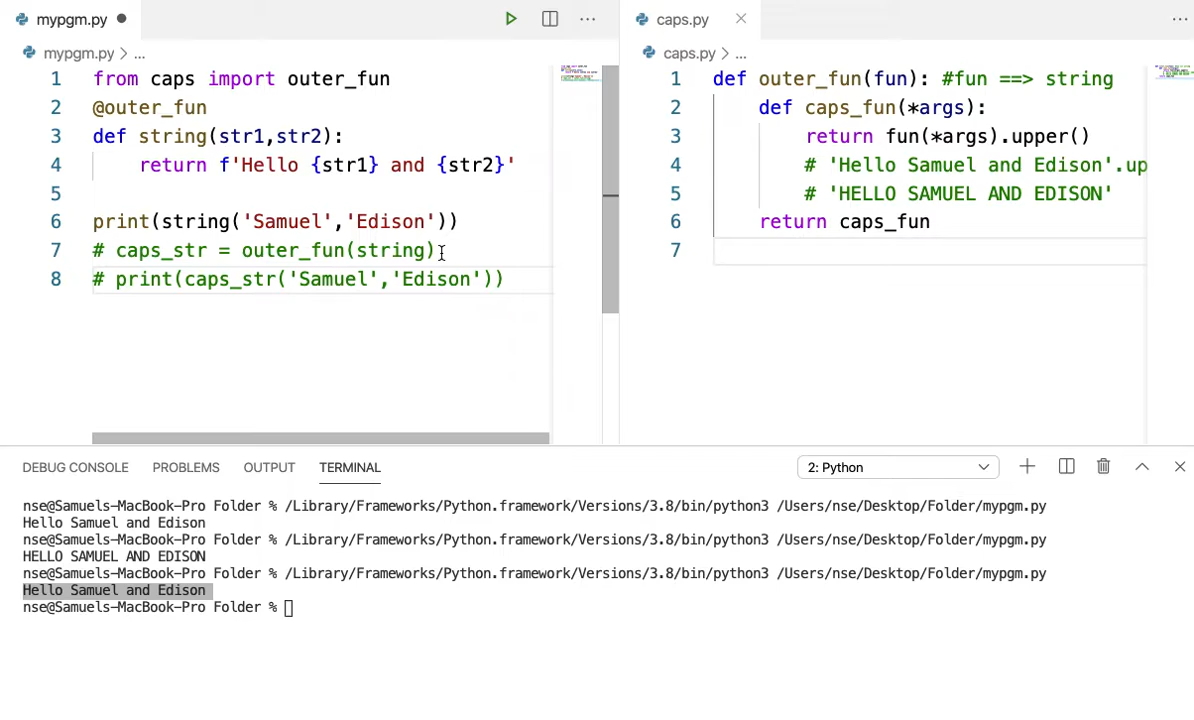 mypgm.py
caps.py
mypgm.py > ...
caps.py > ...
1 from caps import outer_fun
2 @outer_fun
3 def string(str1,str2):
4 return f'Hello {str1} and {str2}'
5
6 print(string('Samuel','Edison'))
7 # caps_str = outer_fun(string)
8 # print(caps_str('Samuel','Edison'))
1 def outer_fun(fun): #fun ==> string
2 def caps_fun(*args):
3 return fun(*args).upper()
4 # 'Hello Samuel and Edison'.up
5 # 'HELLO SAMUEL AND EDISON'
6 return caps_fun
7
DEBUG CONSOLE PROBLEMS OUTPUT TERMINAL 2: Python
nse@Samuels-MacBook-Pro Folder % /Library/Frameworks/Python.framework/Versions/3.8/bin/python3 /Users/nse/Desktop/Folder/mypgm.py
Hello Samuel and Edison
nse@Samuels-MacBook-Pro Folder % /Library/Frameworks/Python.framework/Versions/3.8/bin/python3 /Users/nse/Desktop/Folder/mypgm.py
HELLO SAMUEL AND EDISON
nse@Samuels-MacBook-Pro Folder % /Library/Frameworks/Python.framework/Versions/3.8/bin/python3 /Users/nse/Desktop/Folder/mypgm.py
Hello Samuel and Edison
nse@Samuels-MacBook-Pro Folder %